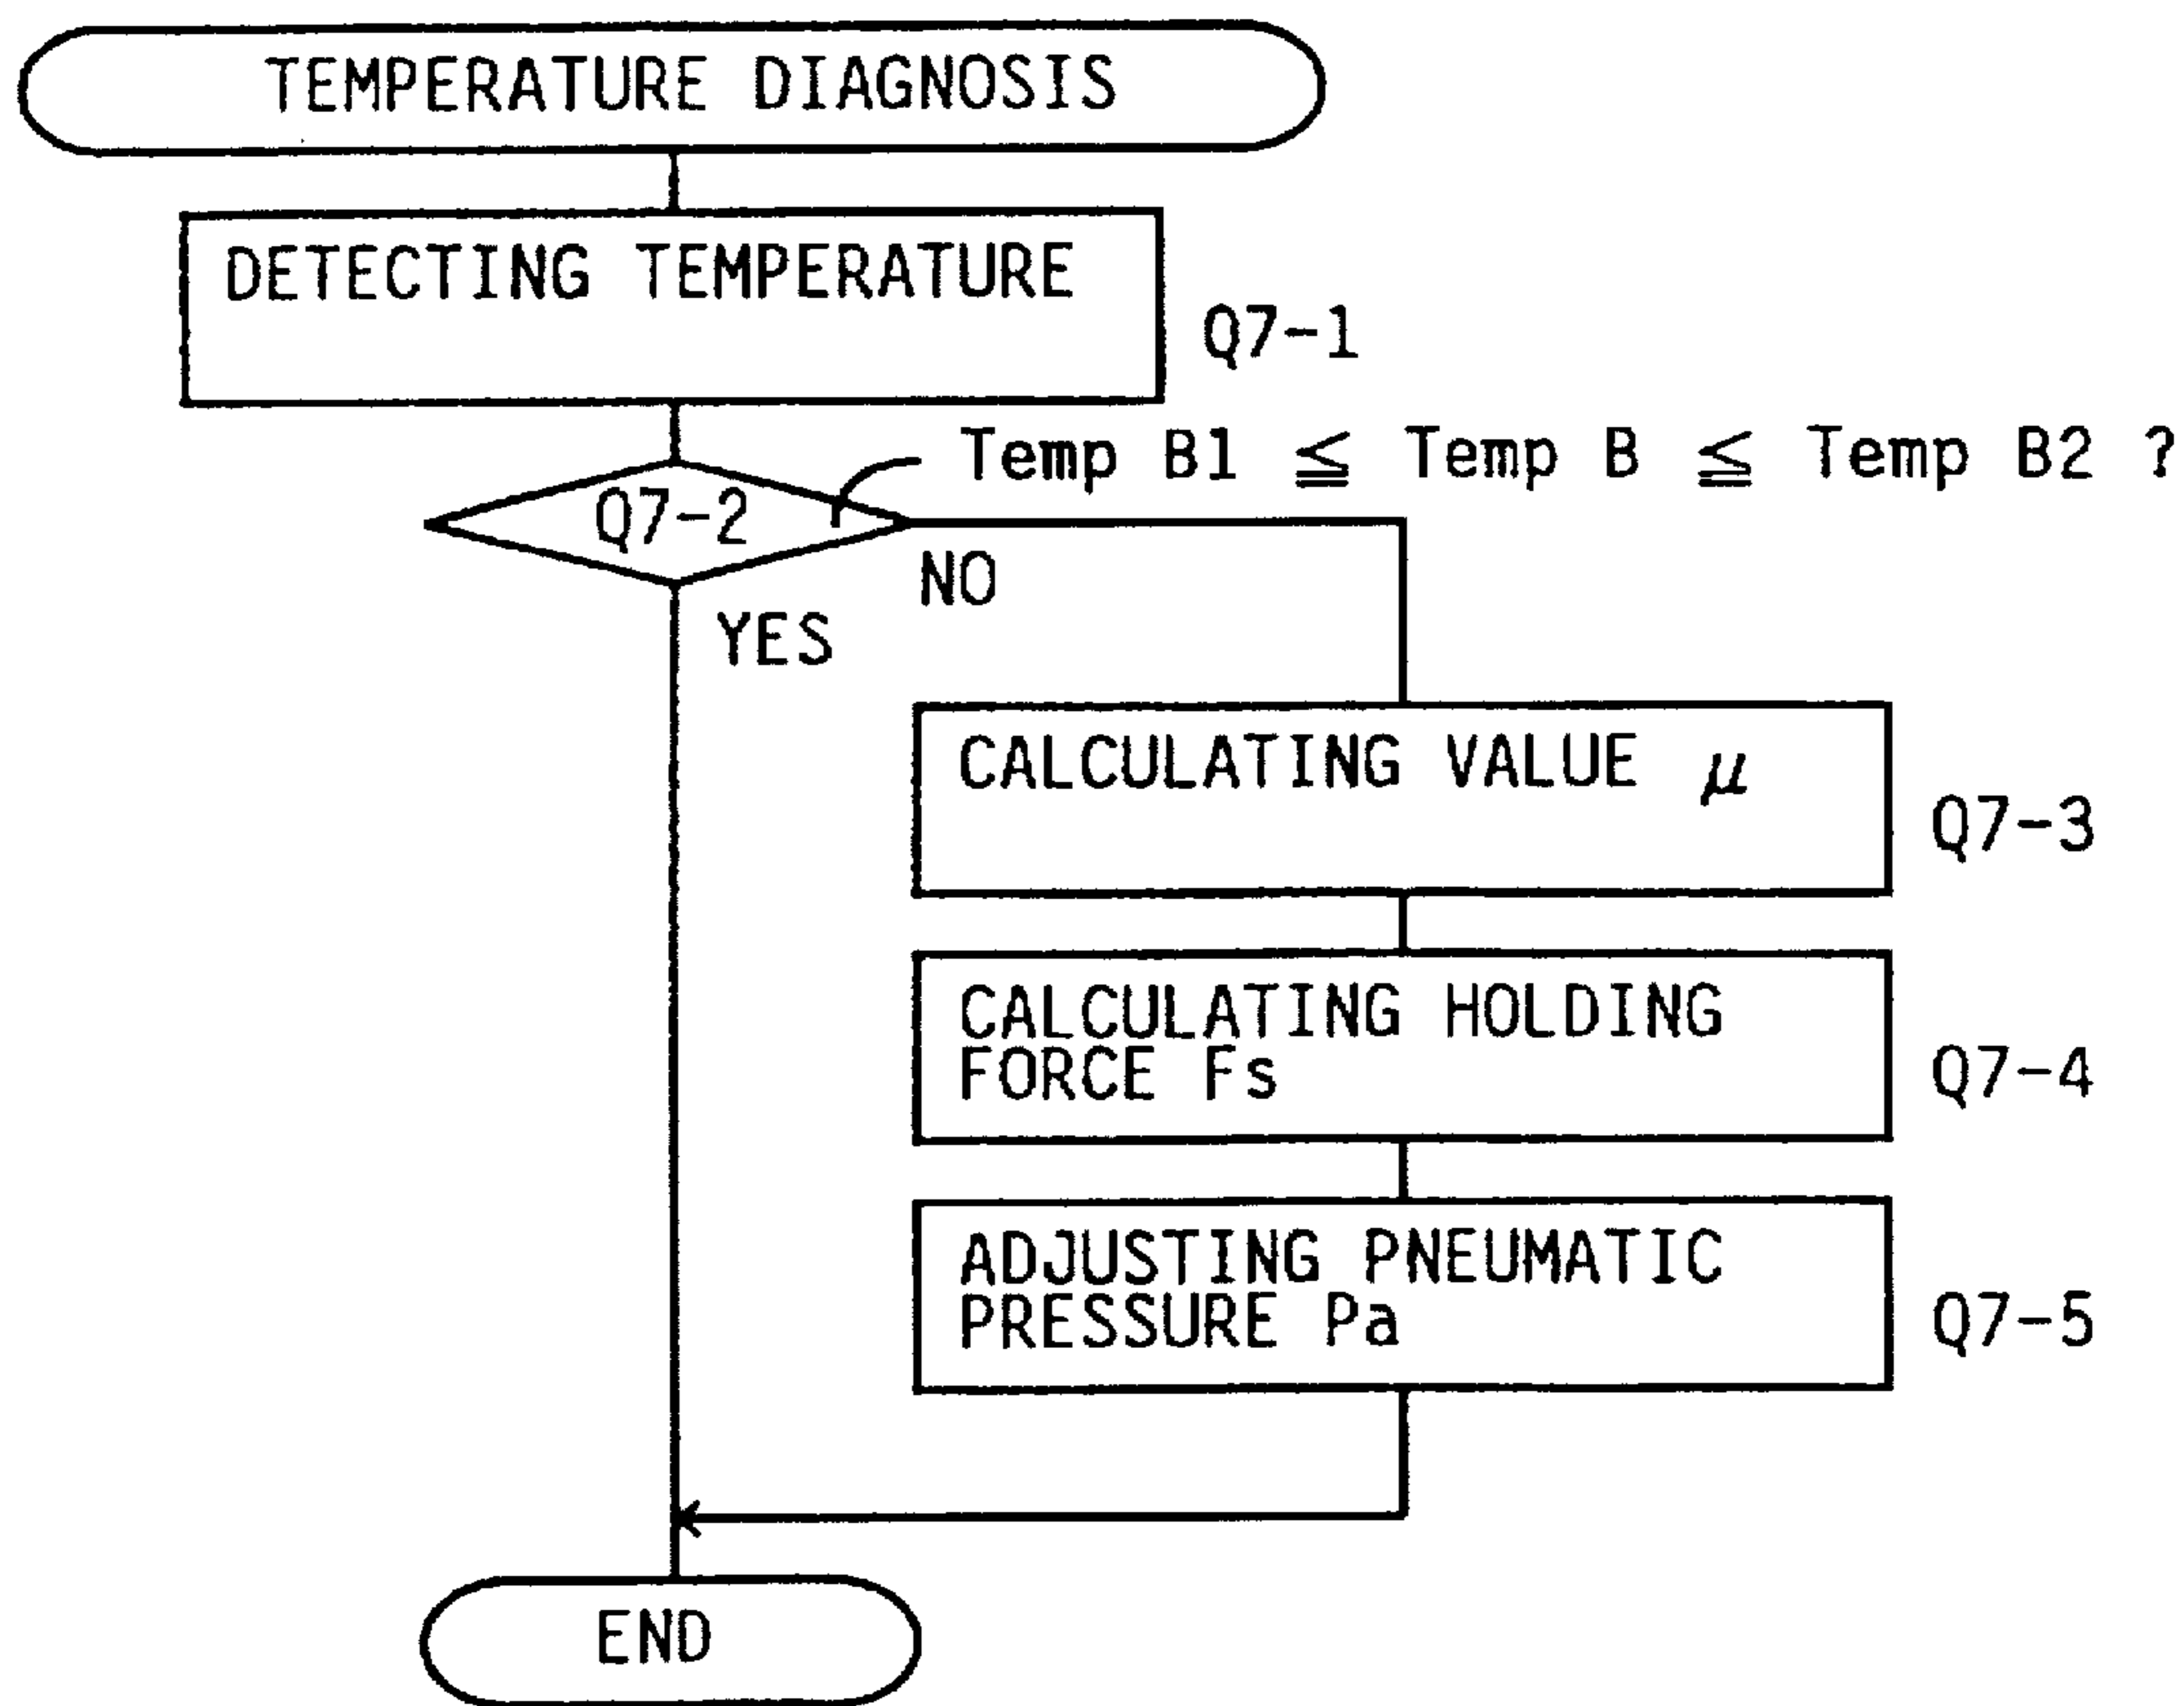 TEMPERATURE DIAGNOSIS
DETECTING TEMPERATURE
Q7-1
Temp B1 ≦ Temp B ≦ Temp B2 ?
Q7-2
NO
YES
CALCULATING VALUE μ
Q7-3
CALCULATING HOLDING
FORCE Fs
Q7-4
ADJUSTING PNEUMATIC
PRESSURE Pa
Q7-5
END